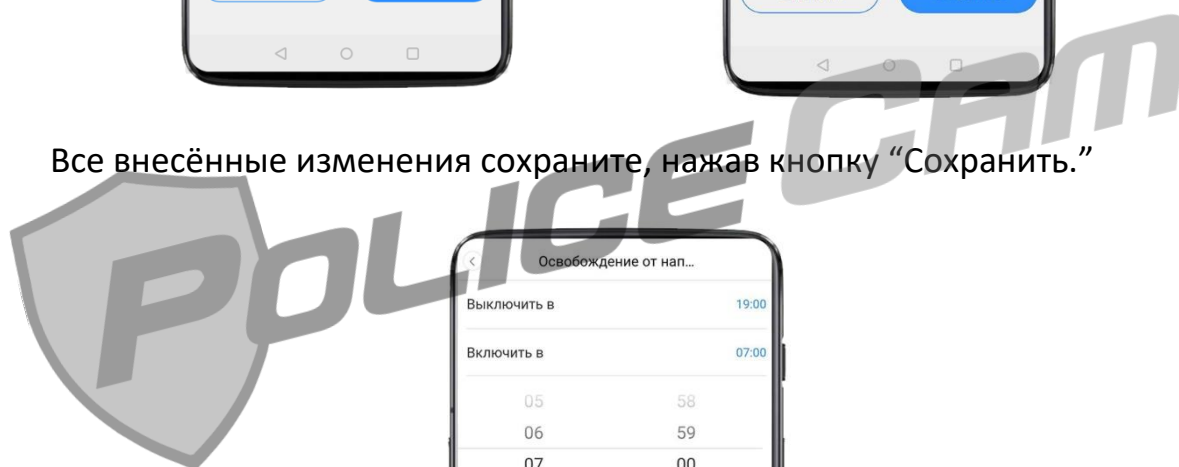 Все внесённые изменения сохраните, нажав кнопку “Сохранить.”
POLICE CAM
Освобождение от нап...
Выключить в 19:00
Включить в 07:00
05 58
06 59
07 00